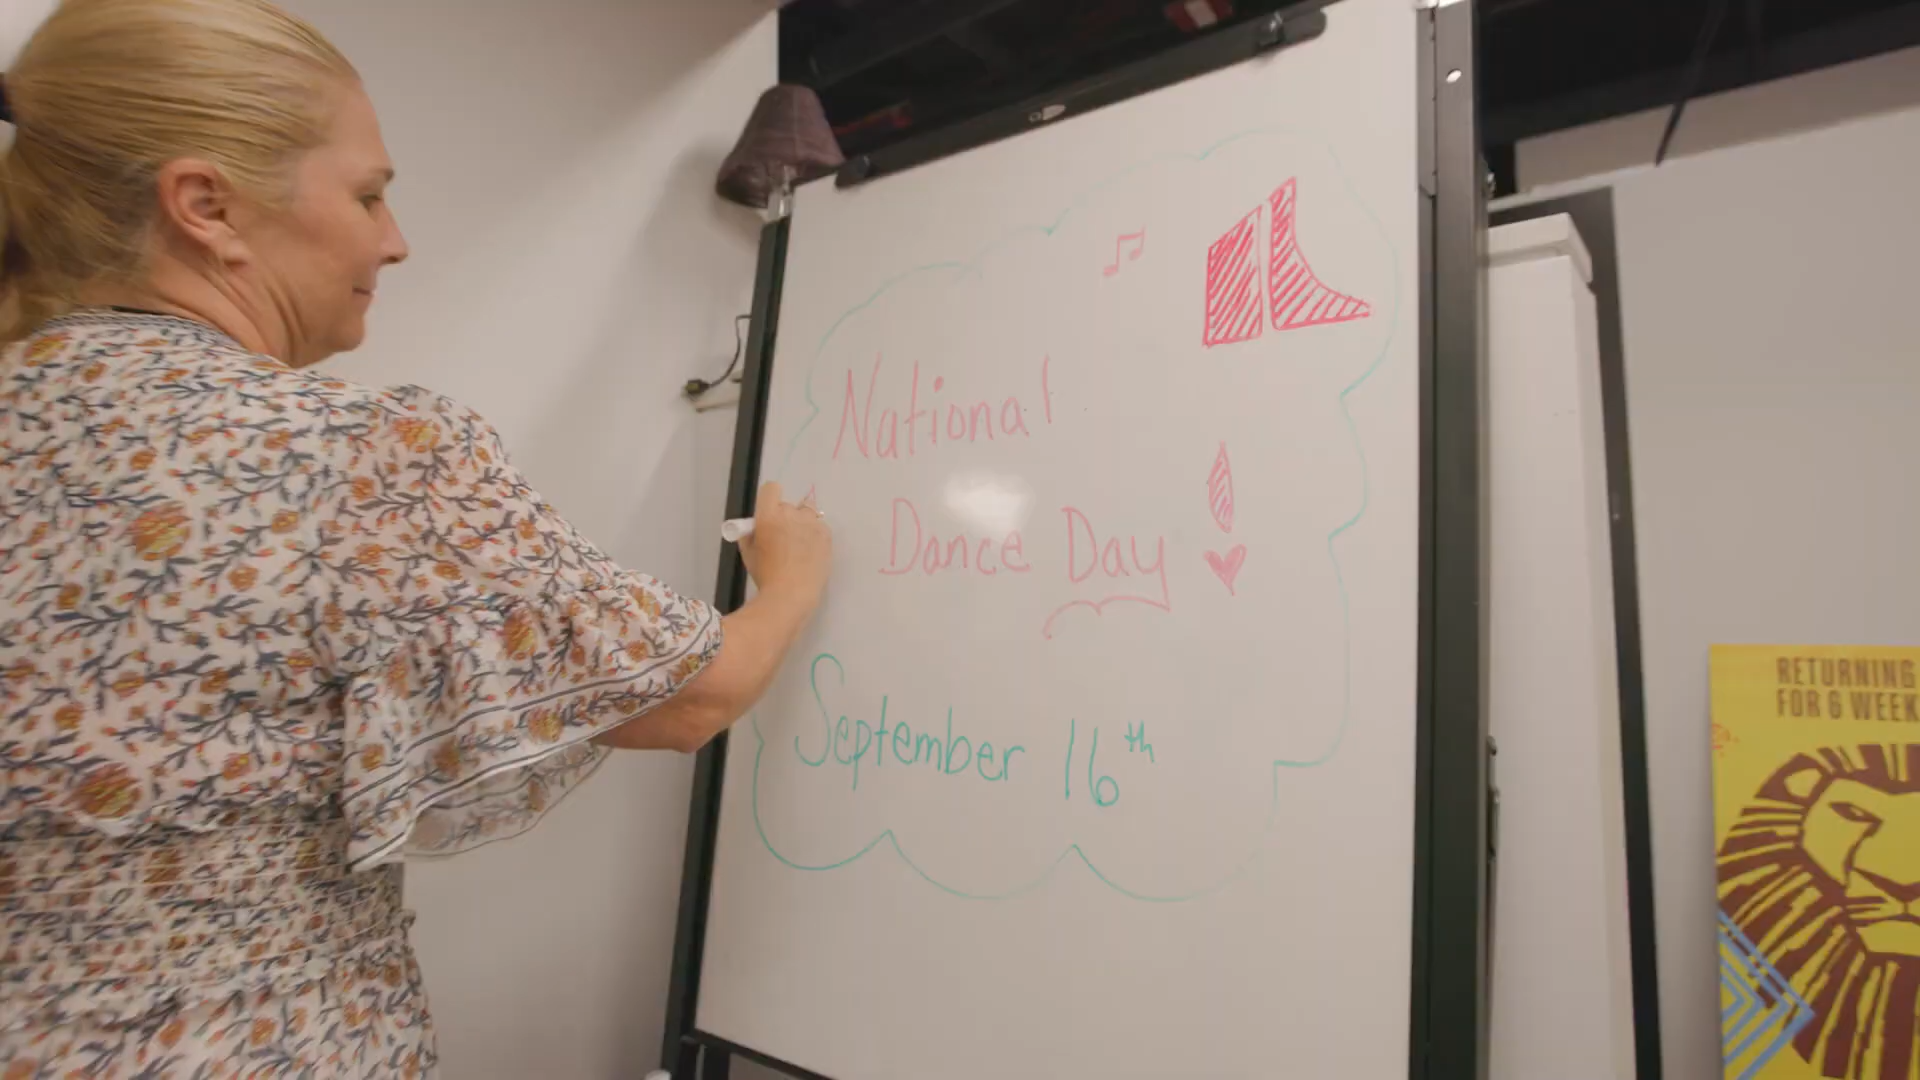 National
Dance Day
September 16th
RETURNING
FOR 6 WEEK